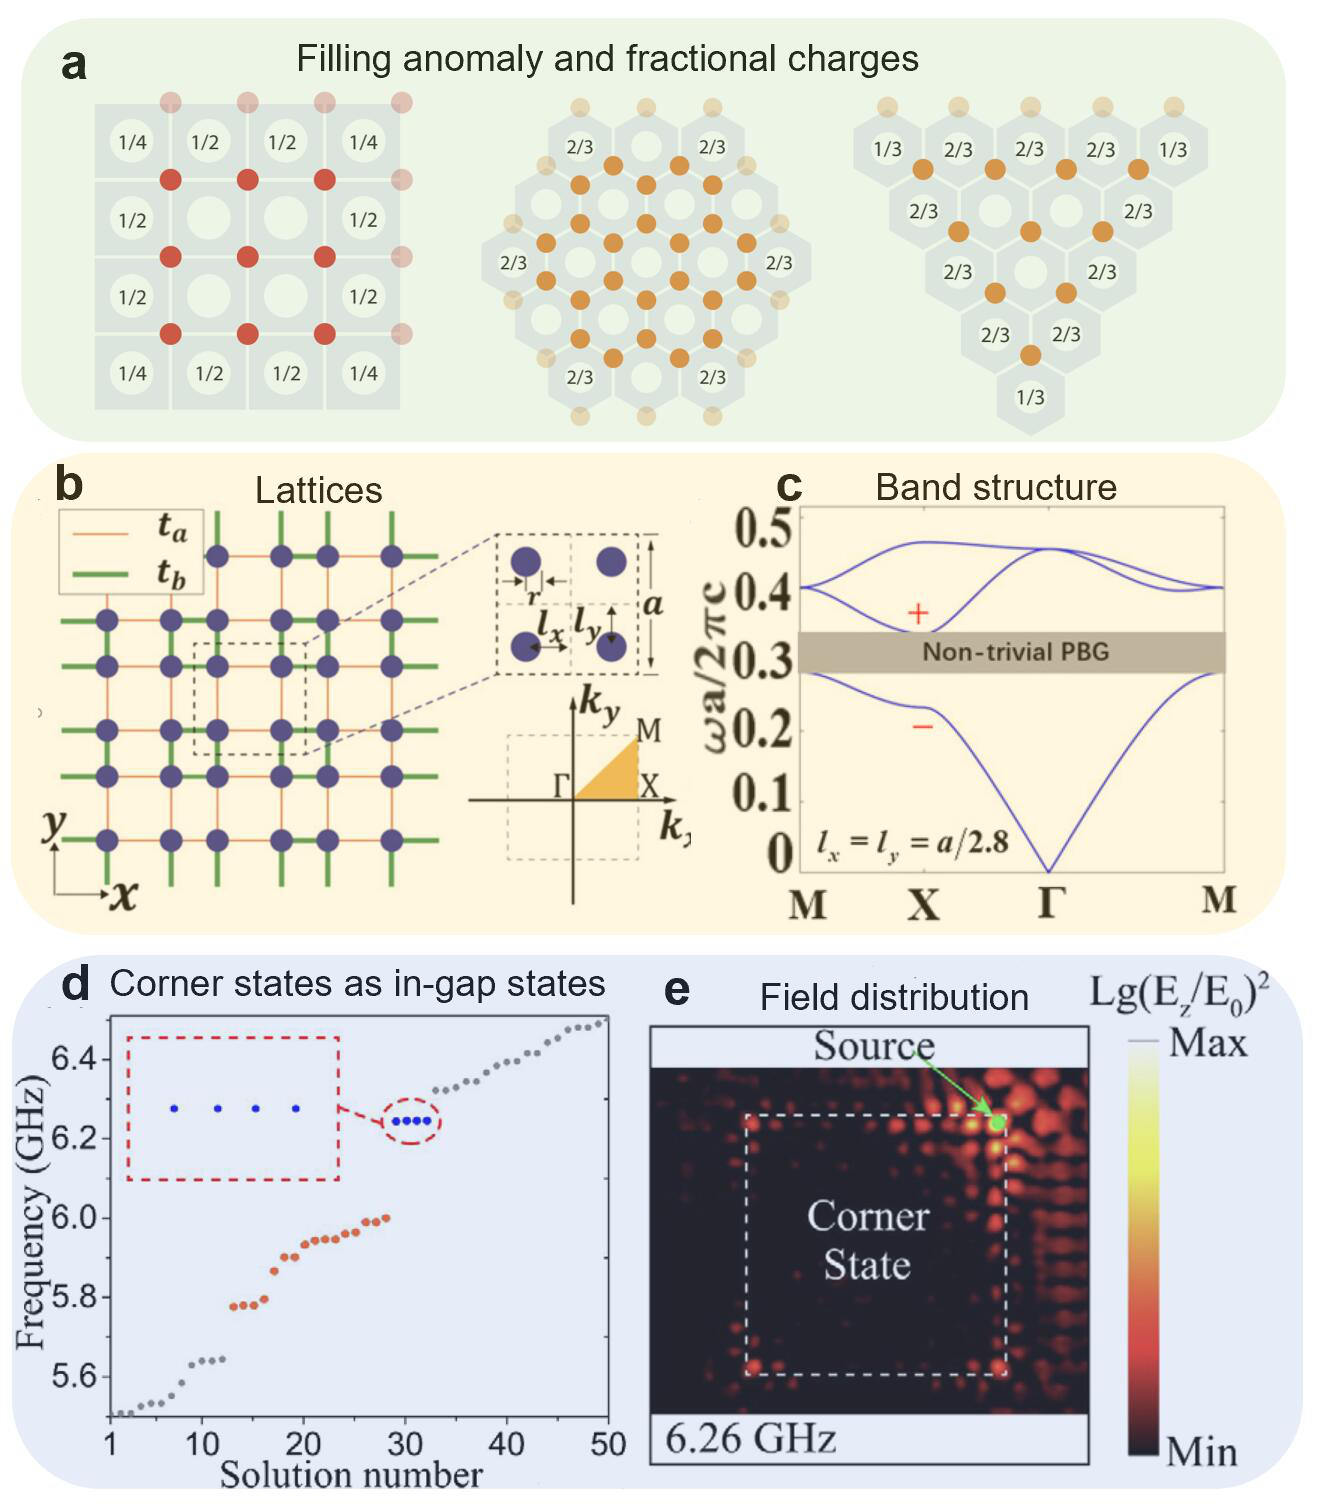 a
Filling anomaly and fractional charges
1/4 1/2 1/2 1/4
1/2 1/2
1/2 1/2
1/4 1/2 1/2 1/4
2/3 2/3
2/3 2/3
2/3 2/3
1/3 2/3 2/3 2/3 1/3
2/3 2/3
2/3 2/3
2/3 2/3
1/3
b
Lattices
t_a
t_b
r
l_x
l_y
a
k_y
M
Γ
X
k
y
x
c
Band structure
0.5
0.4
0.3
0.2
0.1
0
ωa/2πc
+
Non-trivial PBG
−
l_x = l_y = a/2.8
M X Γ M
d
Corner states as in-gap states
Frequency (GHz)
6.4
6.2
6.0
5.8
5.6
1 10 20 30 40 50
Solution number
e
Field distribution
Lg(E_z/E_0)²
Source
Max
Corner
State
6.26 GHz
Min